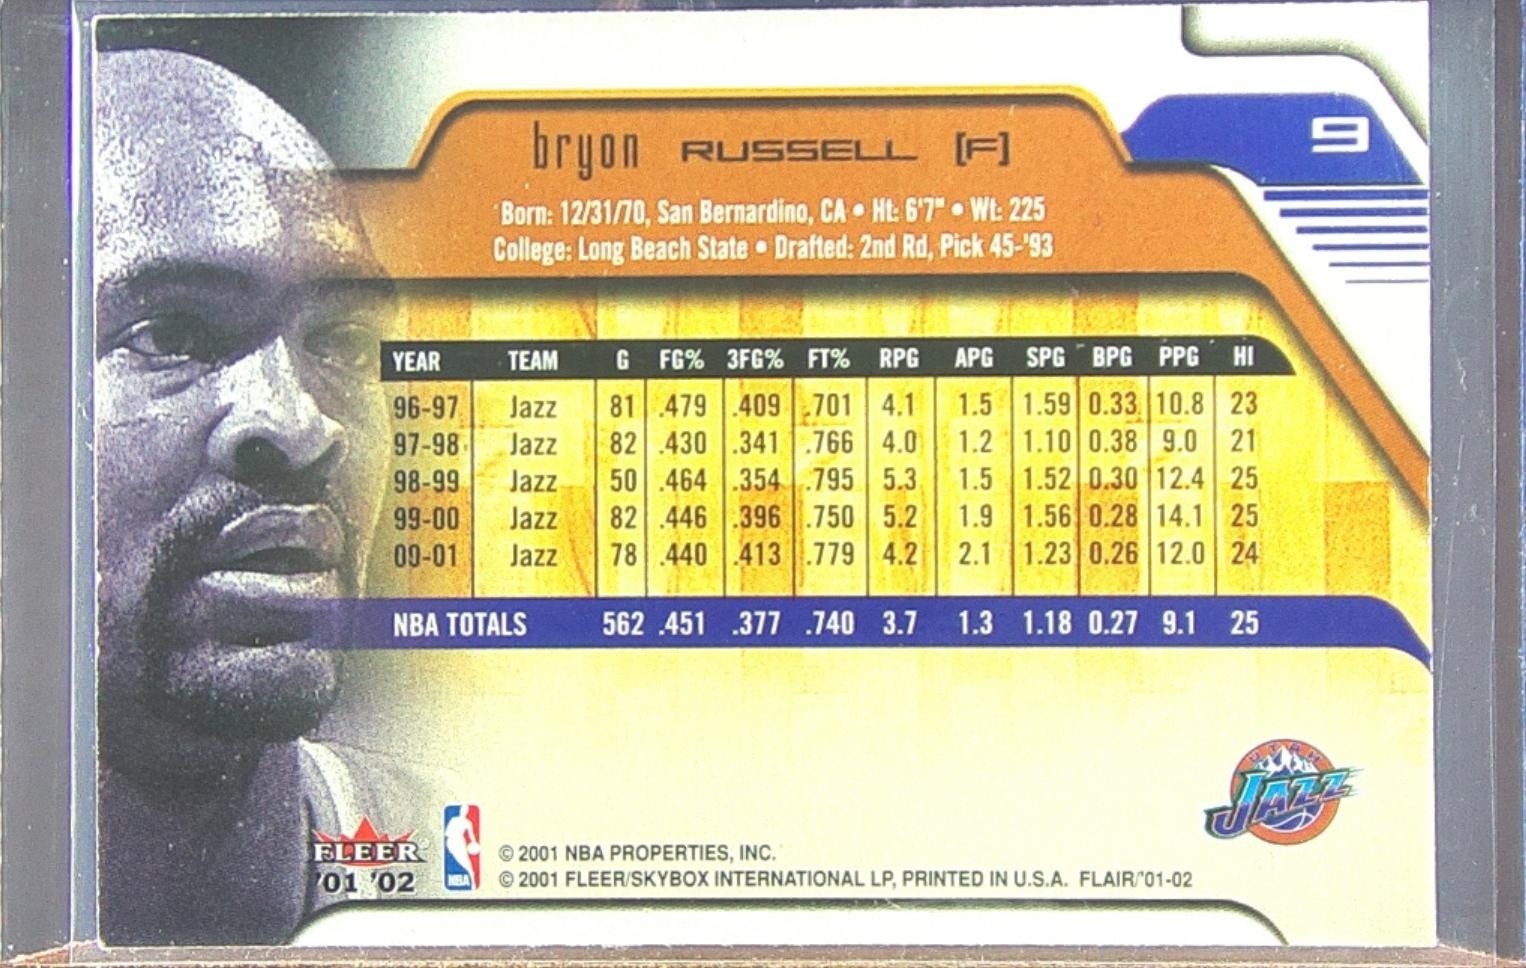 9
bryon RUSSELL [F]
Born: 12/31/70, San Bernardino, CA • Ht: 6'7" • Wt: 225
College: Long Beach State • Drafted: 2nd Rd, Pick 45-'93
YEAR TEAM G FG% 3FG% FT% RPG APG SPG BPG PPG HI
96-97 Jazz 81 .479 .409 .701 4.1 1.5 1.59 0.33 10.8 23
97-98 Jazz 82 .430 .341 .766 4.0 1.2 1.10 0.38 9.0 21
98-99 Jazz 50 .464 .354 .795 5.3 1.5 1.52 0.30 12.4 25
99-00 Jazz 82 .446 .396 .750 5.2 1.9 1.56 0.28 14.1 25
00-01 Jazz 78 .440 .413 .779 4.2 2.1 1.23 0.26 12.0 24
NBA TOTALS 562 .451 .377 .740 3.7 1.3 1.18 0.27 9.1 25
UTAH
JAZZ
FLEER
'01 '02
NBA
© 2001 NBA PROPERTIES, INC.
© 2001 FLEER/SKYBOX INTERNATIONAL LP, PRINTED IN U.S.A. FLAIR/'01-02